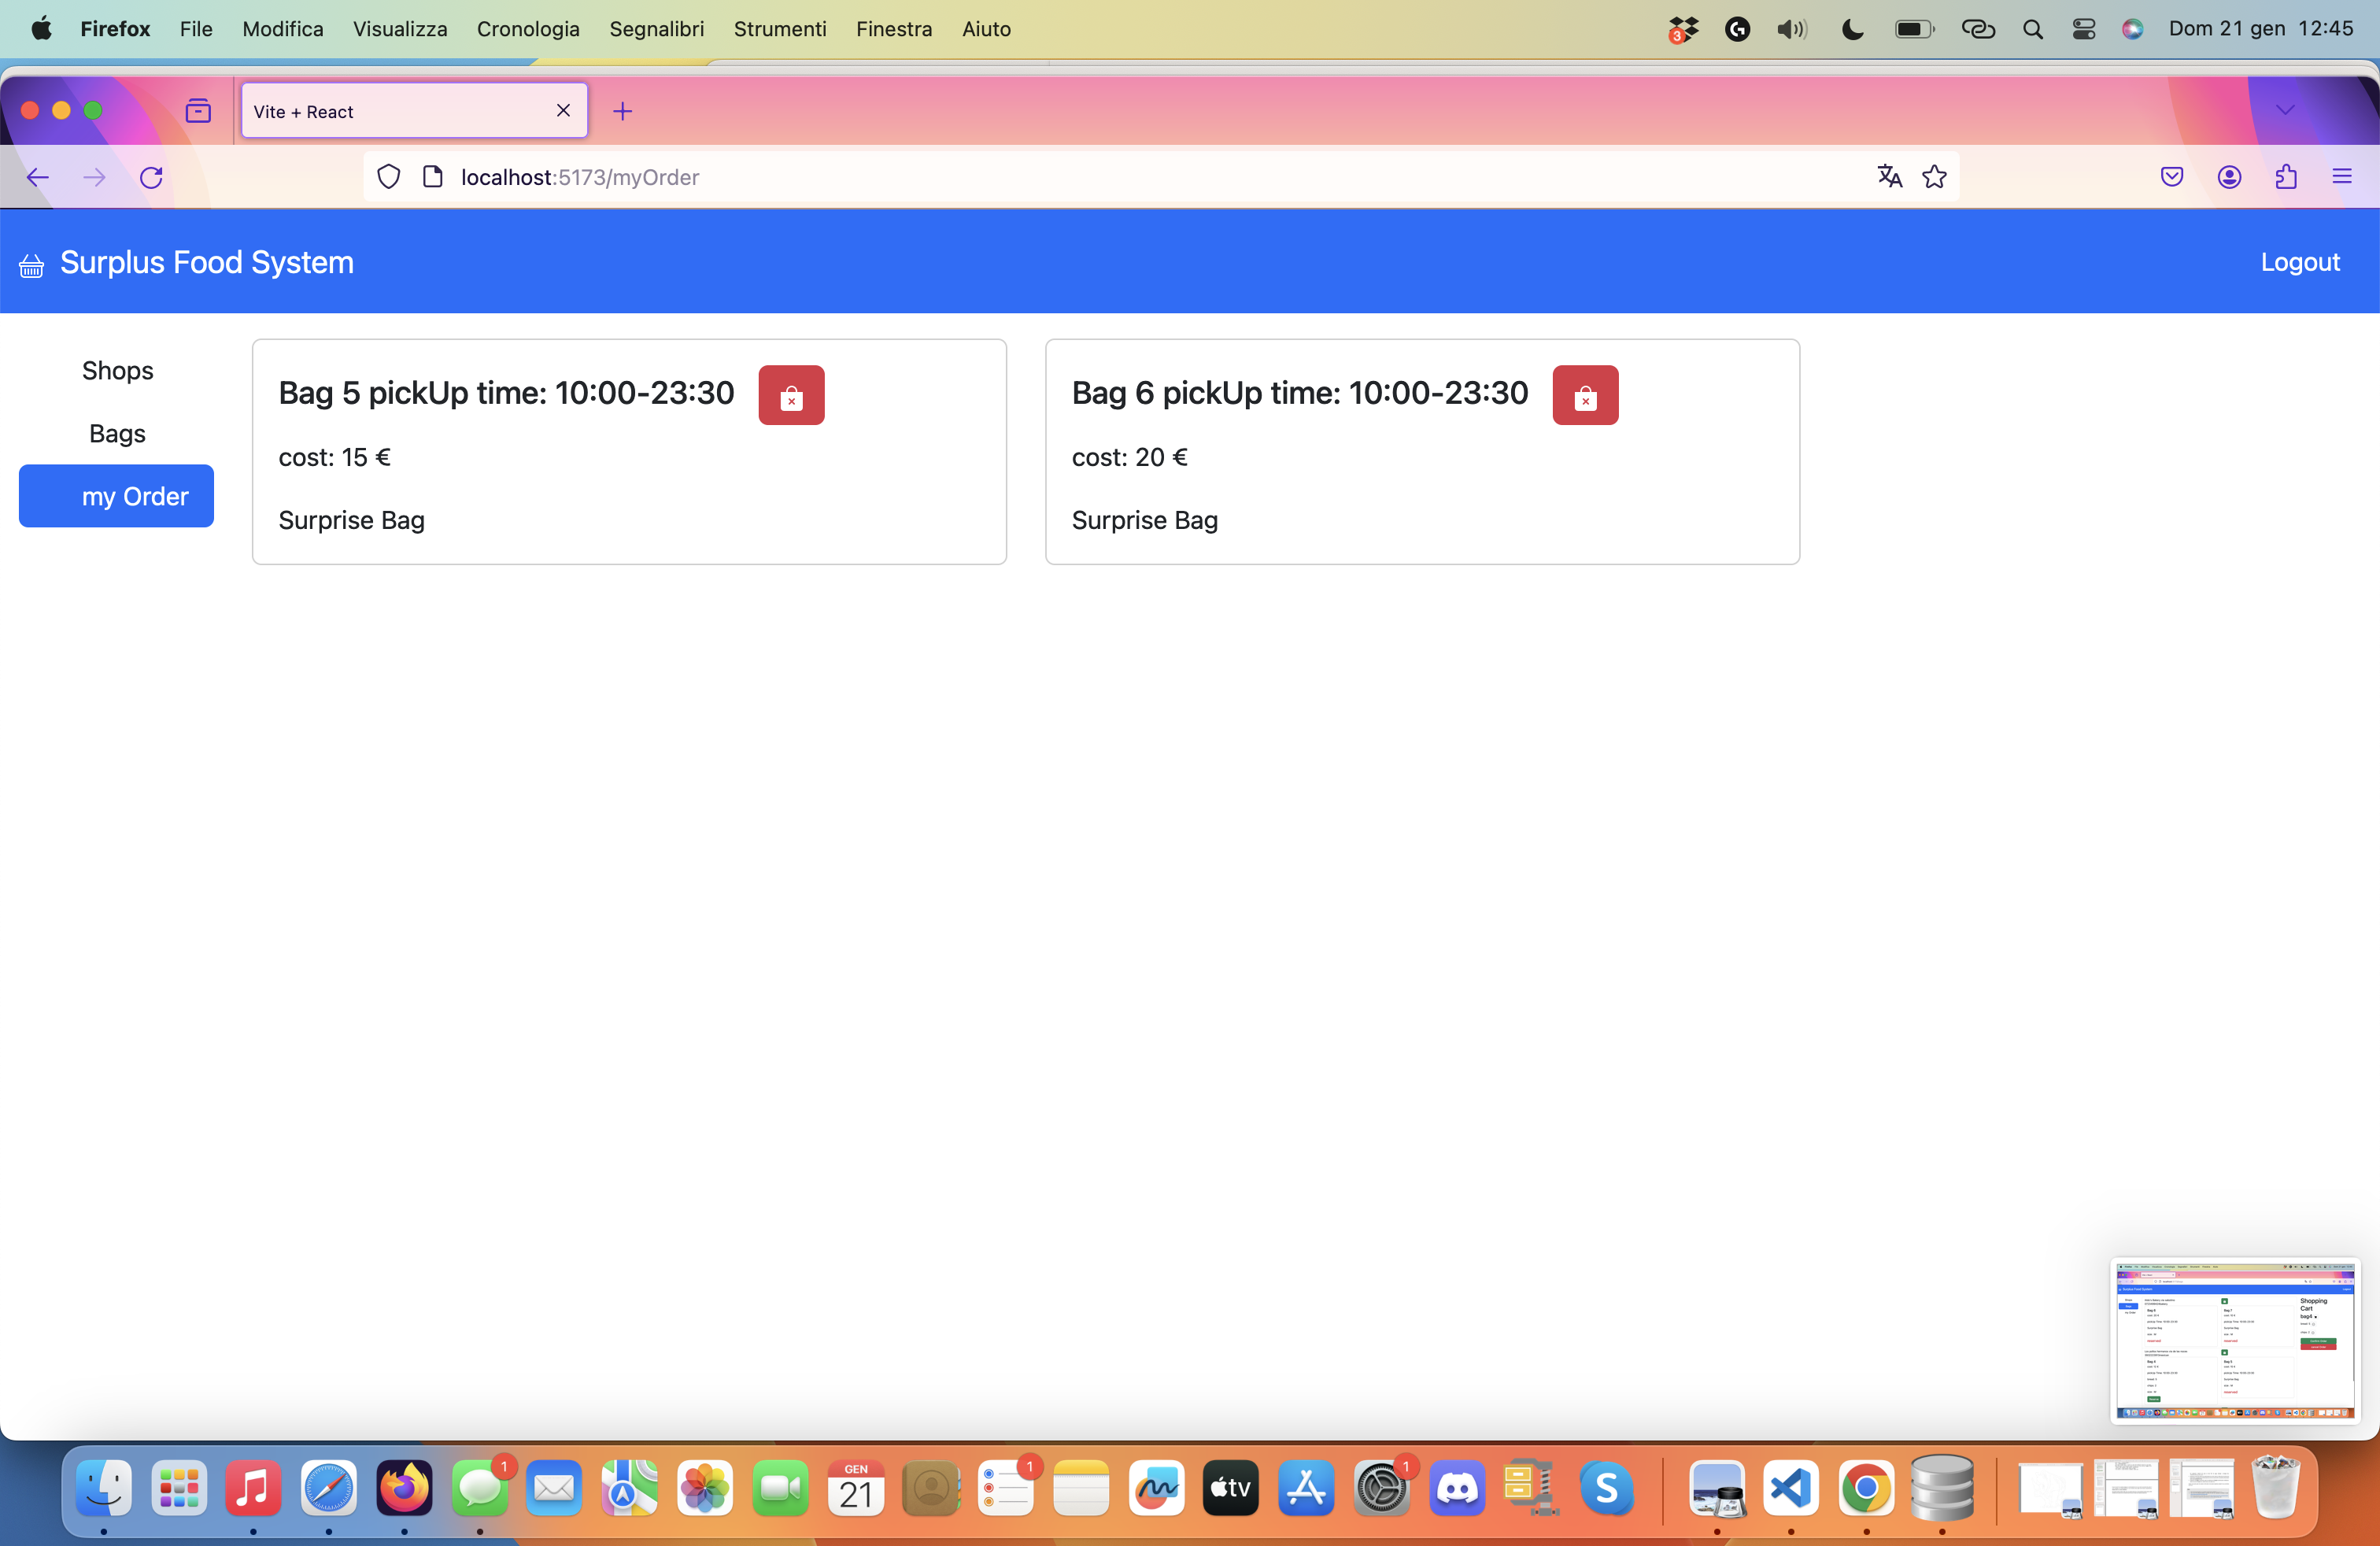 Firefox File Modifica Visualizza Cronologia Segnalibri Strumenti Finestra Aiuto 3 Dom 21 gen 12:45
Vite + React
localhost:5173/myOrder
Surplus Food System Logout
Shops
Bags
my Order
Bag 5 pickUp time: 10:00-23:30
cost: 15 €
Surprise Bag
Bag 6 pickUp time: 10:00-23:30
cost: 20 €
Surprise Bag
Shopping
Cart
1 GEN 21 1 tv 1 S